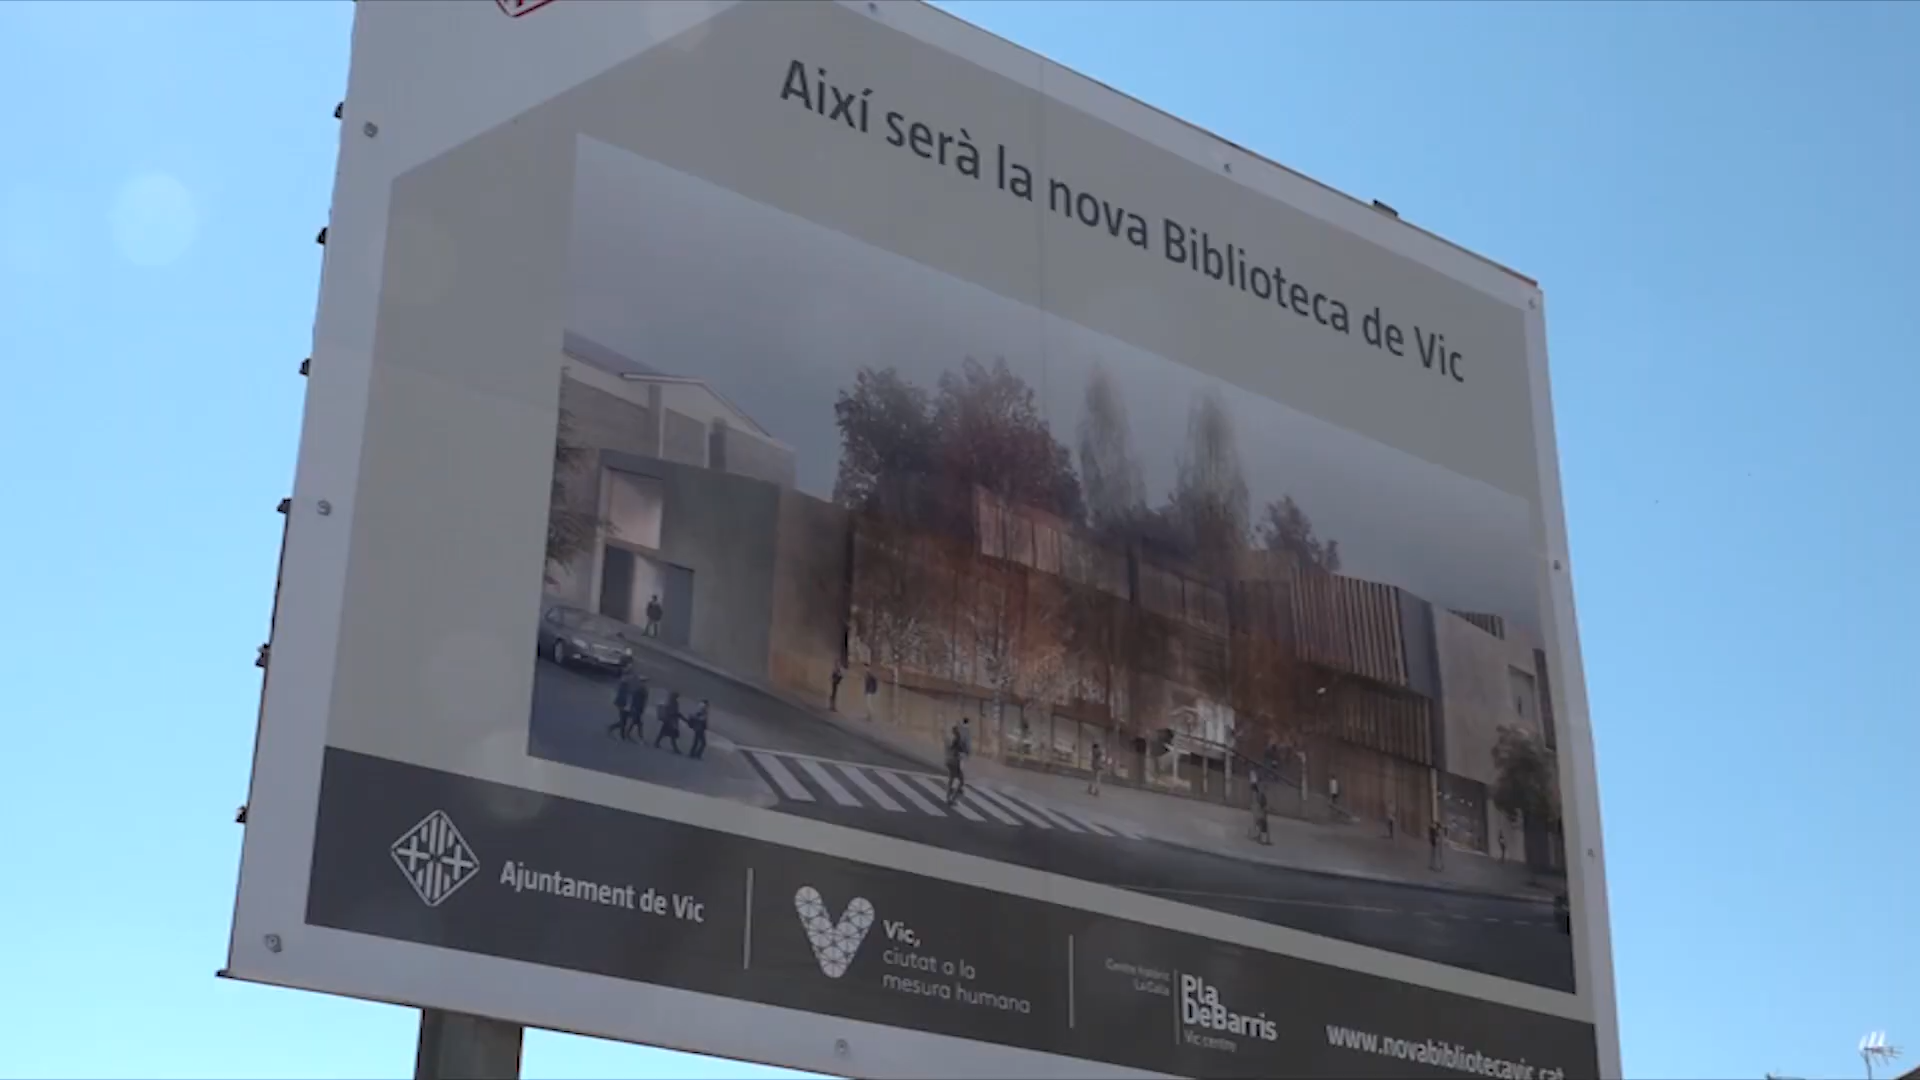 Així serà la nova Biblioteca de Vic
Ajuntament de Vic
Vic,
ciutat a la
mesura humana
Centre històric
La Calla
Pla
DeBarris
Vic centre
www.novabibliotecavic.cat